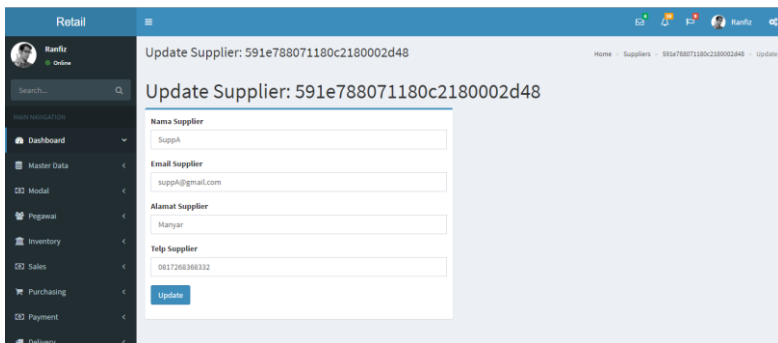 Retail
Ranfiz
Ranfiz
Online
Update Supplier: 591e788071180c2180002d48
Home > Suppliers > 591e788071180c2180002d48 > Update
Search...
MAIN NAVIGATION
Dashboard
Master Data
Modal
Pegawai
Inventory
Sales
Purchasing
Payment
Delivery
Update Supplier: 591e788071180c2180002d48
Nama Supplier
SuppA
Email Supplier
suppA@gmail.com
Alamat Supplier
Manyar
Telp Supplier
0817268368332
Update